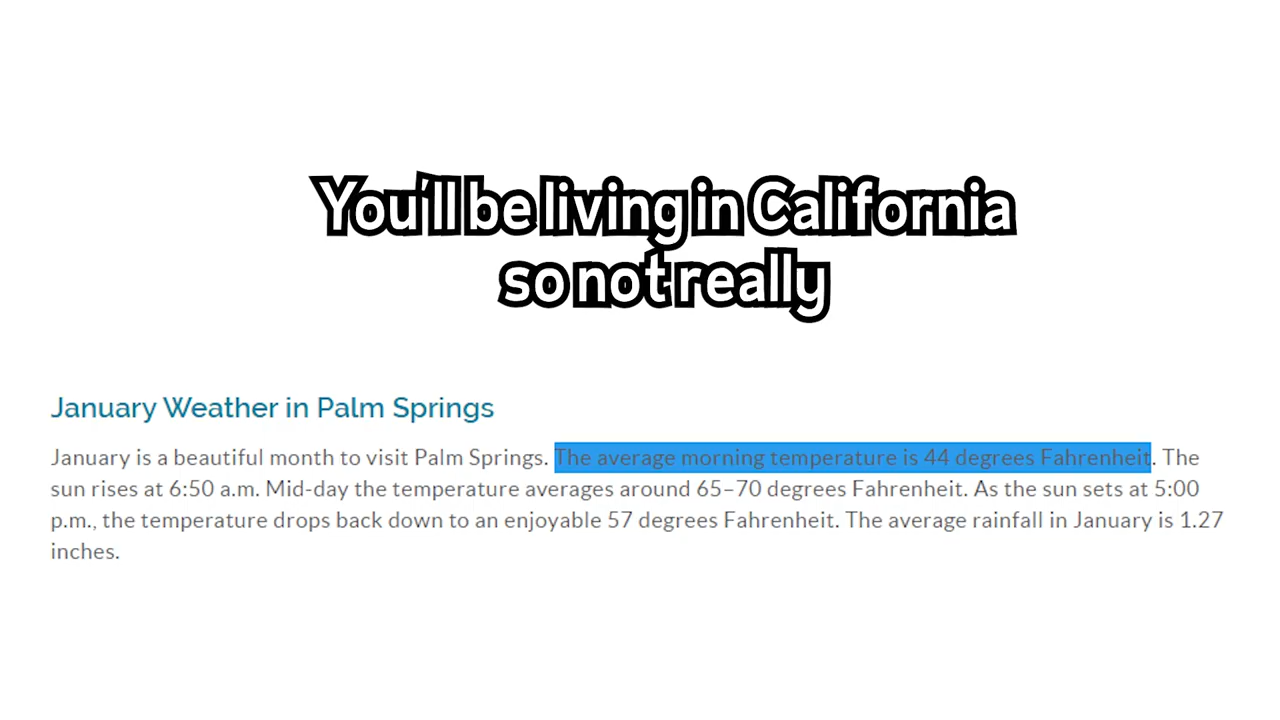 You'll be living in California
so not really
January Weather in Palm Springs
January is a beautiful month to visit Palm Springs. The average morning temperature is 44 degrees Fahrenheit. The
sun rises at 6:50 a.m. Mid-day the temperature averages around 65–70 degrees Fahrenheit. As the sun sets at 5:00
p.m., the temperature drops back down to an enjoyable 57 degrees Fahrenheit. The average rainfall in January is 1.27
inches.